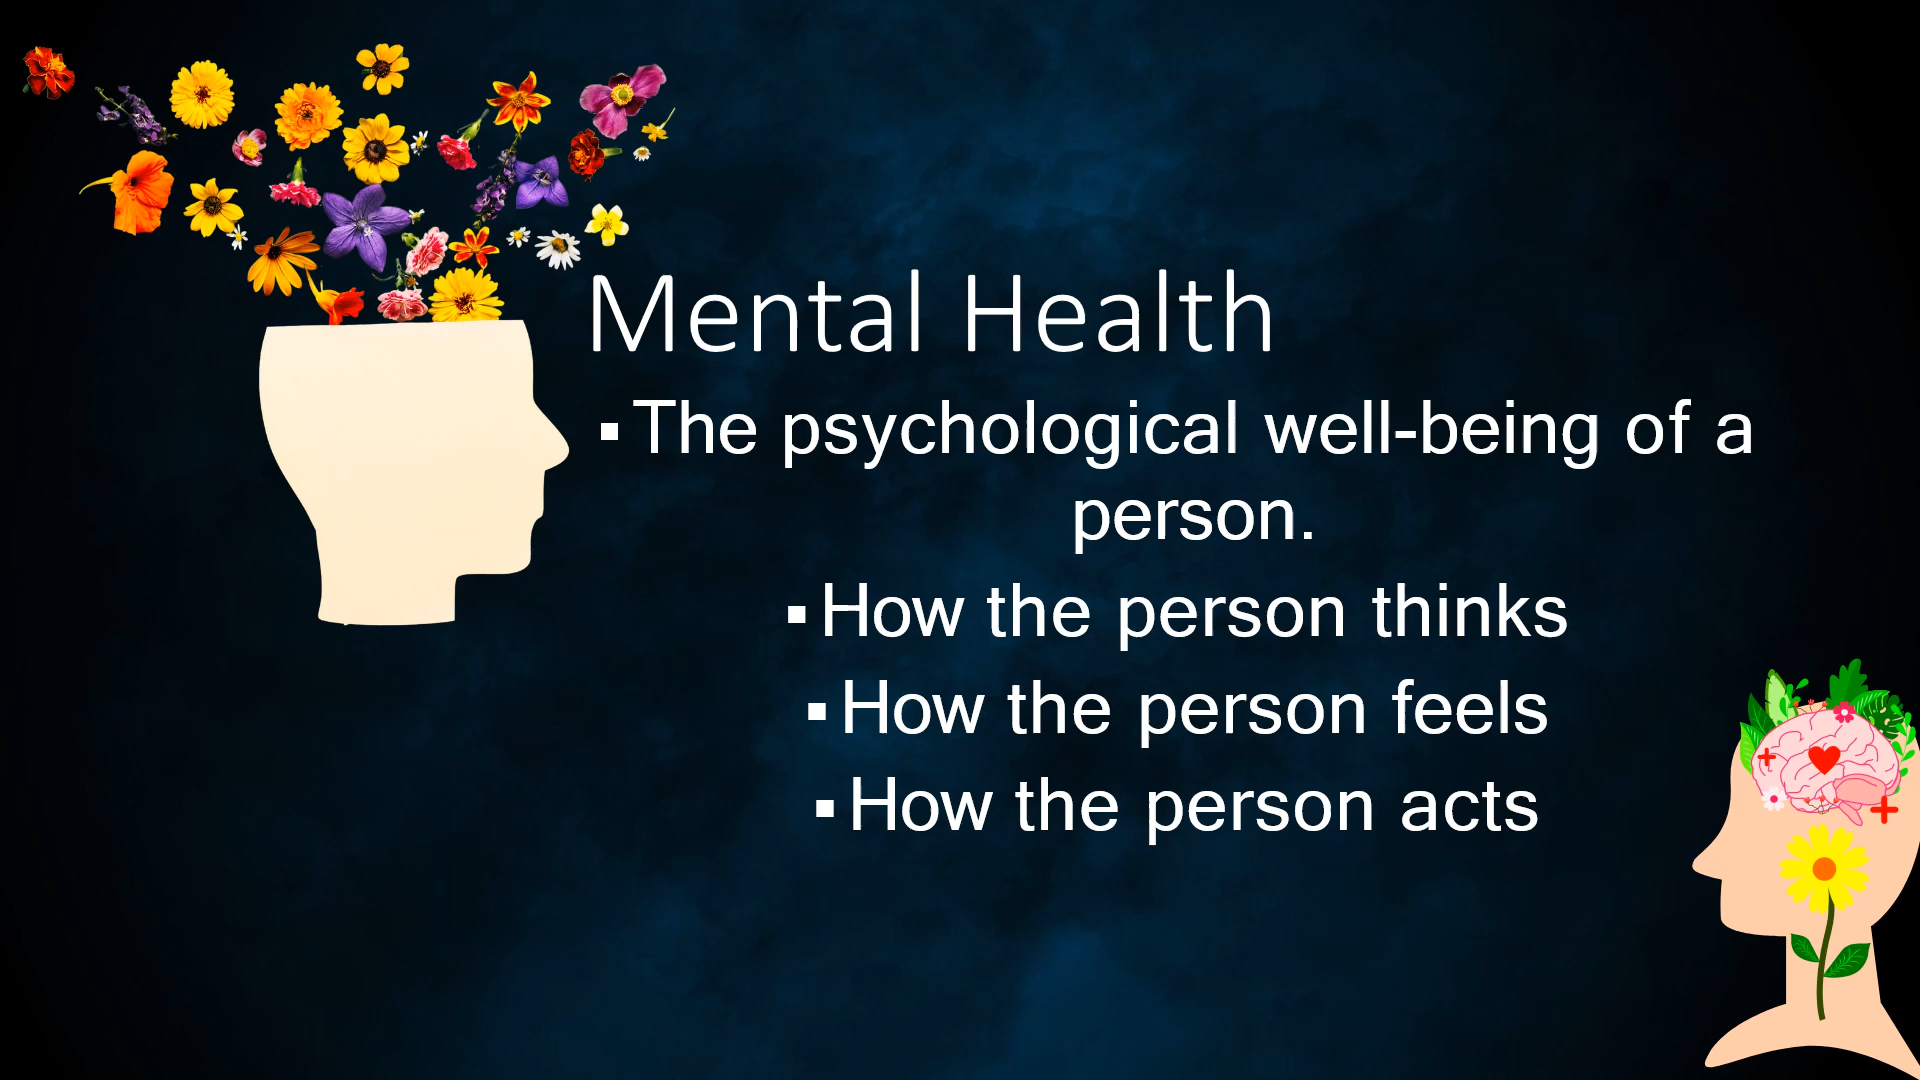 Mental Health
▪The psychological well-being of a
person.
▪How the person thinks
▪How the person feels
▪How the person acts